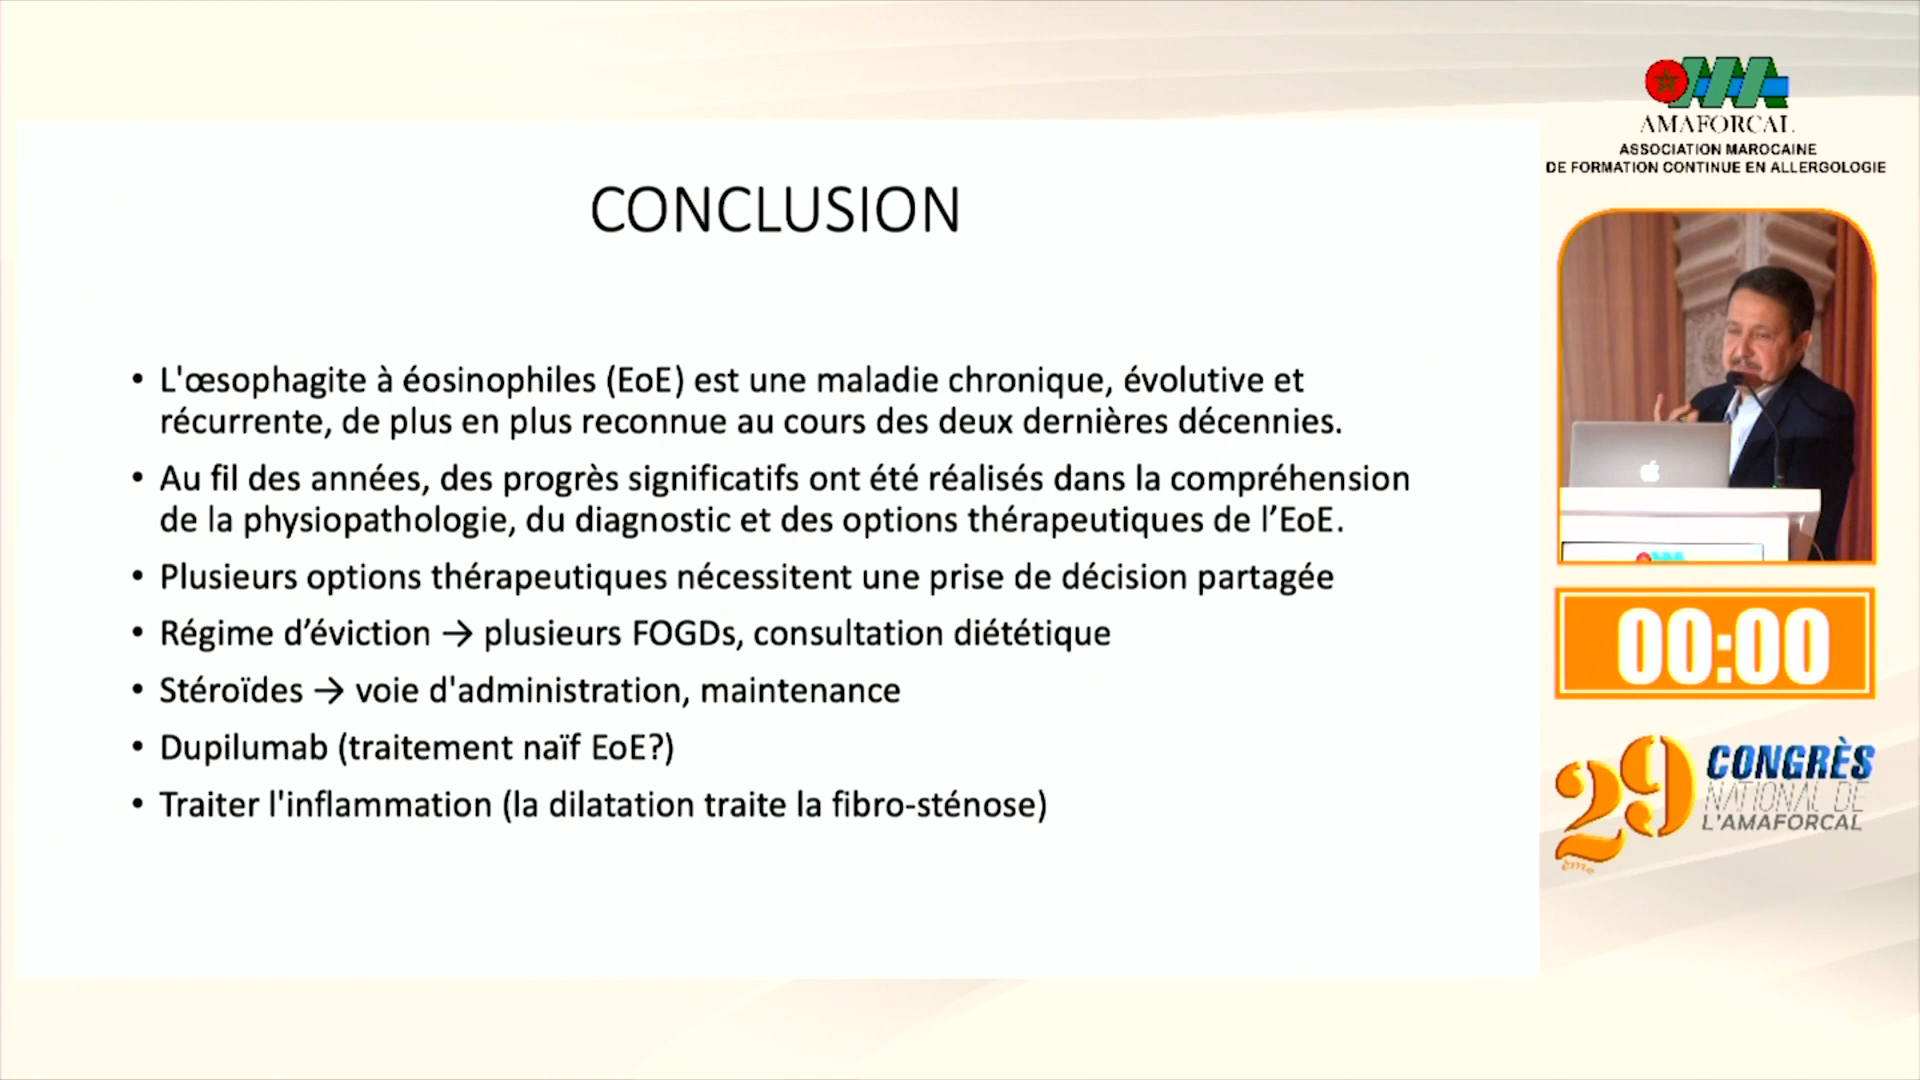 AMAFORCAL
ASSOCIATION MAROCAINE
DE FORMATION CONTINUE EN ALLERGOLOGIE
CONCLUSION
• L'œsophagite à éosinophiles (EoE) est une maladie chronique, évolutive et
récurrente, de plus en plus reconnue au cours des deux dernières décennies.
• Au fil des années, des progrès significatifs ont été réalisés dans la compréhension
de la physiopathologie, du diagnostic et des options thérapeutiques de l’EoE.
• Plusieurs options thérapeutiques nécessitent une prise de décision partagée
• Régime d’éviction → plusieurs FOGDs, consultation diététique
• Stéroïdes → voie d'administration, maintenance
• Dupilumab (traitement naïf EoE?)
• Traiter l'inflammation (la dilatation traite la fibro-sténose)
00:00
29ème CONGRÈS
NATIONAL DE
L'AMAFORCAL